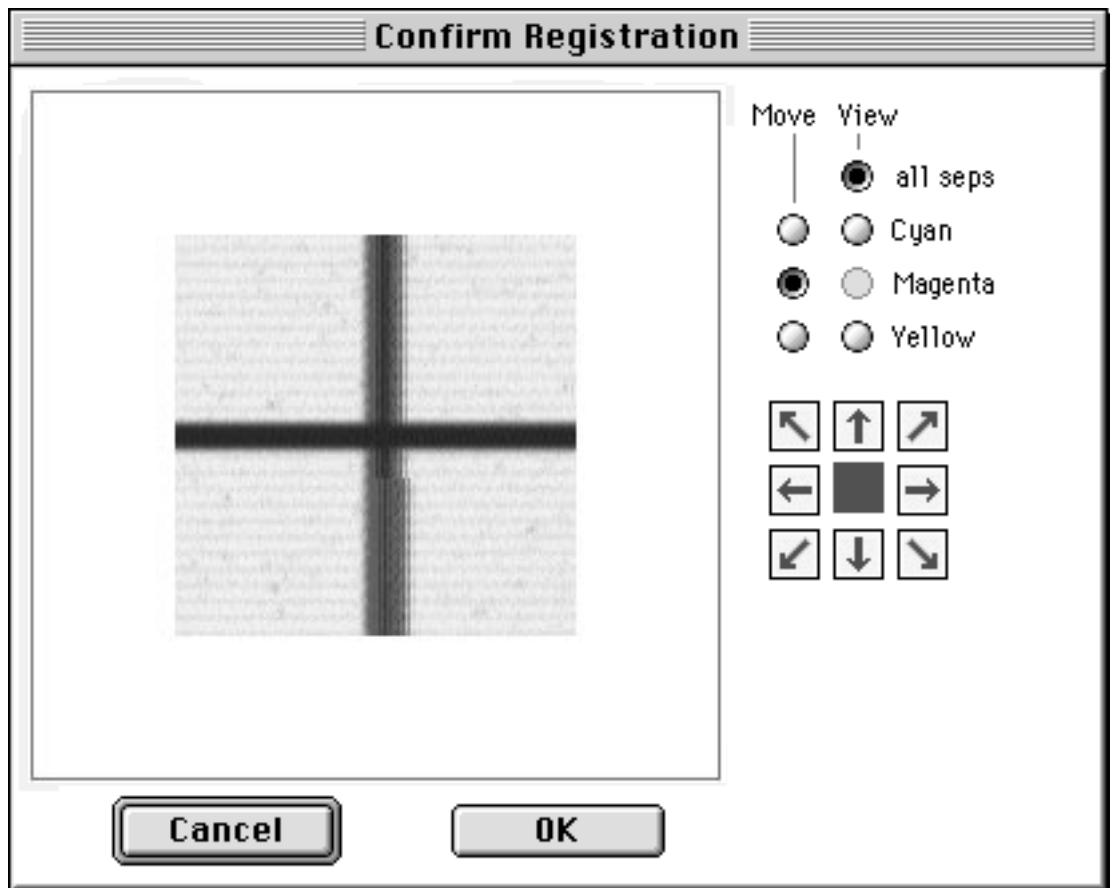 Confirm Registration
Move View
all seps
Cyan
Magenta
Yellow
Cancel OK